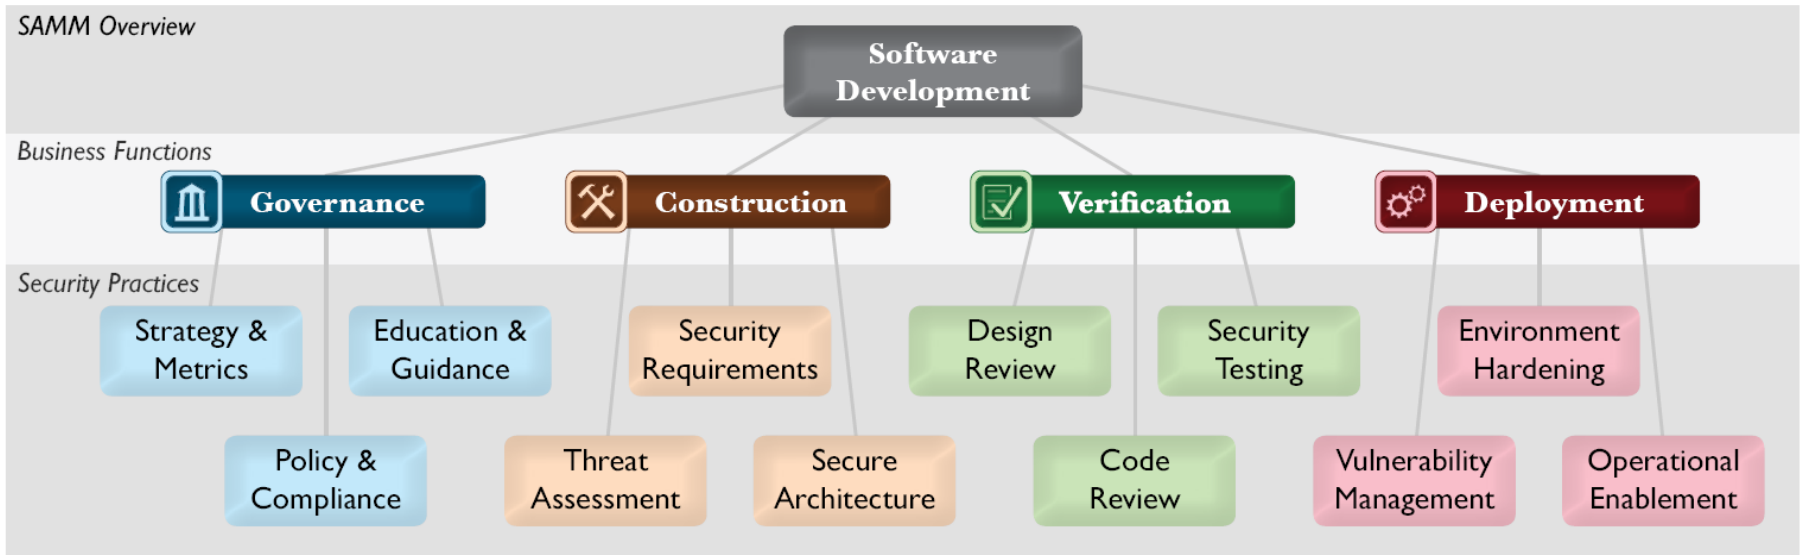 SAMM Overview
Software
Development
Business Functions
Governance
Construction
Verification
Deployment
Security Practices
Strategy &
Metrics
Education &
Guidance
Security
Requirements
Design
Review
Security
Testing
Environment
Hardening
Policy &
Compliance
Threat
Assessment
Secure
Architecture
Code
Review
Vulnerability
Management
Operational
Enablement